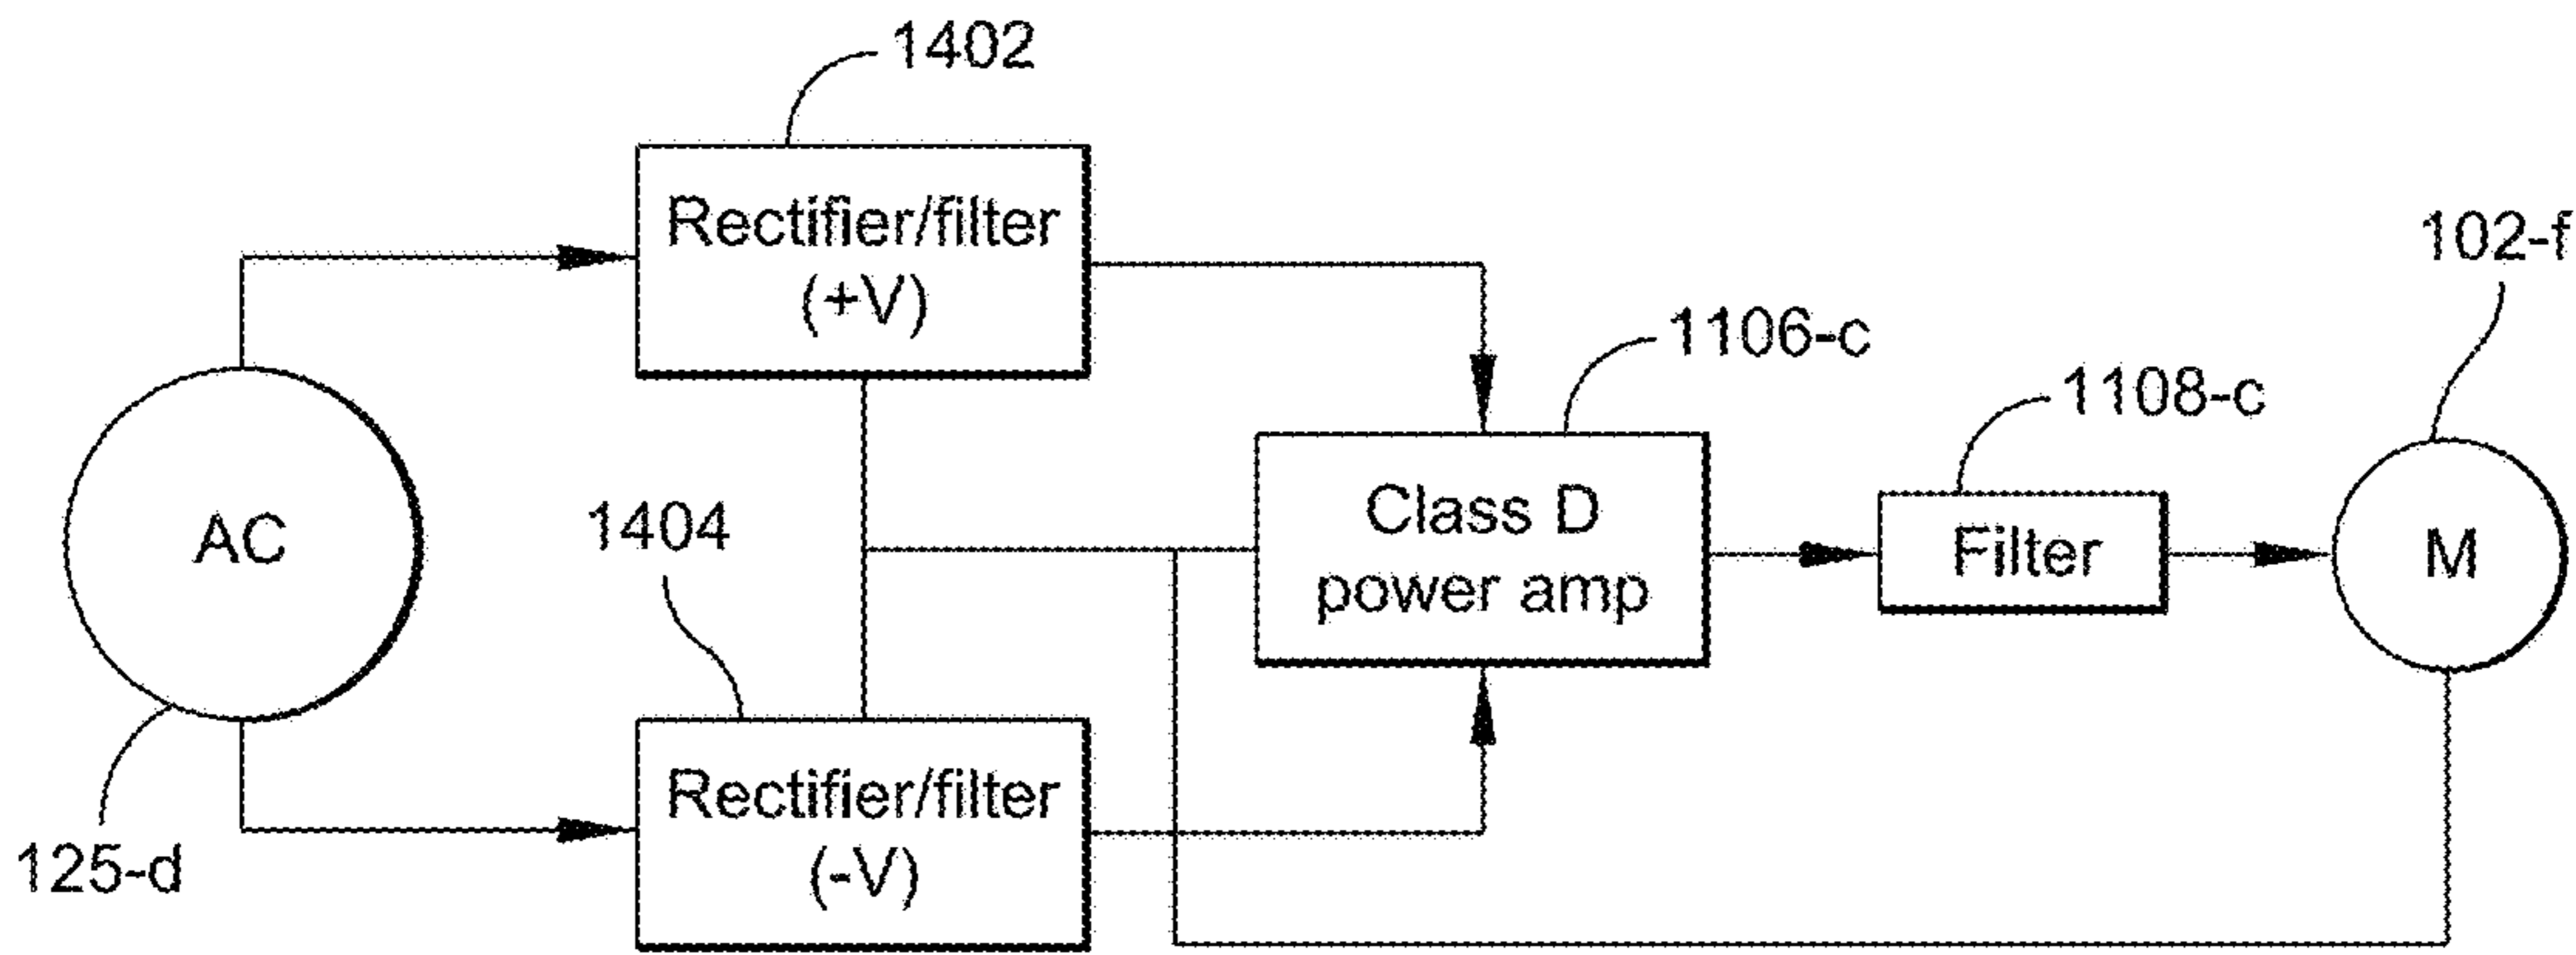 1402
Rectifier/filter
(+V)
102-f
1106-c
1108-c
AC
1404
Class D
power amp
Filter
M
Rectifier/filter
(-V)
125-d